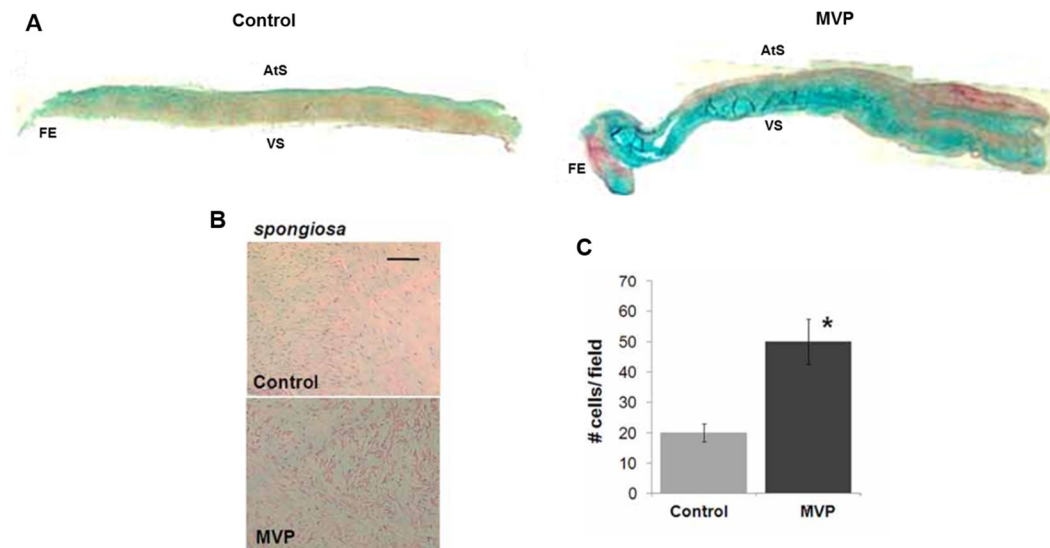 A
Control
AtS
FE
VS
MVP
AtS
VS
FE
B
spongiosa
Control
MVP
C
# cells/ field
70
60
50
40
30
20
10
0
*
Control
MVP